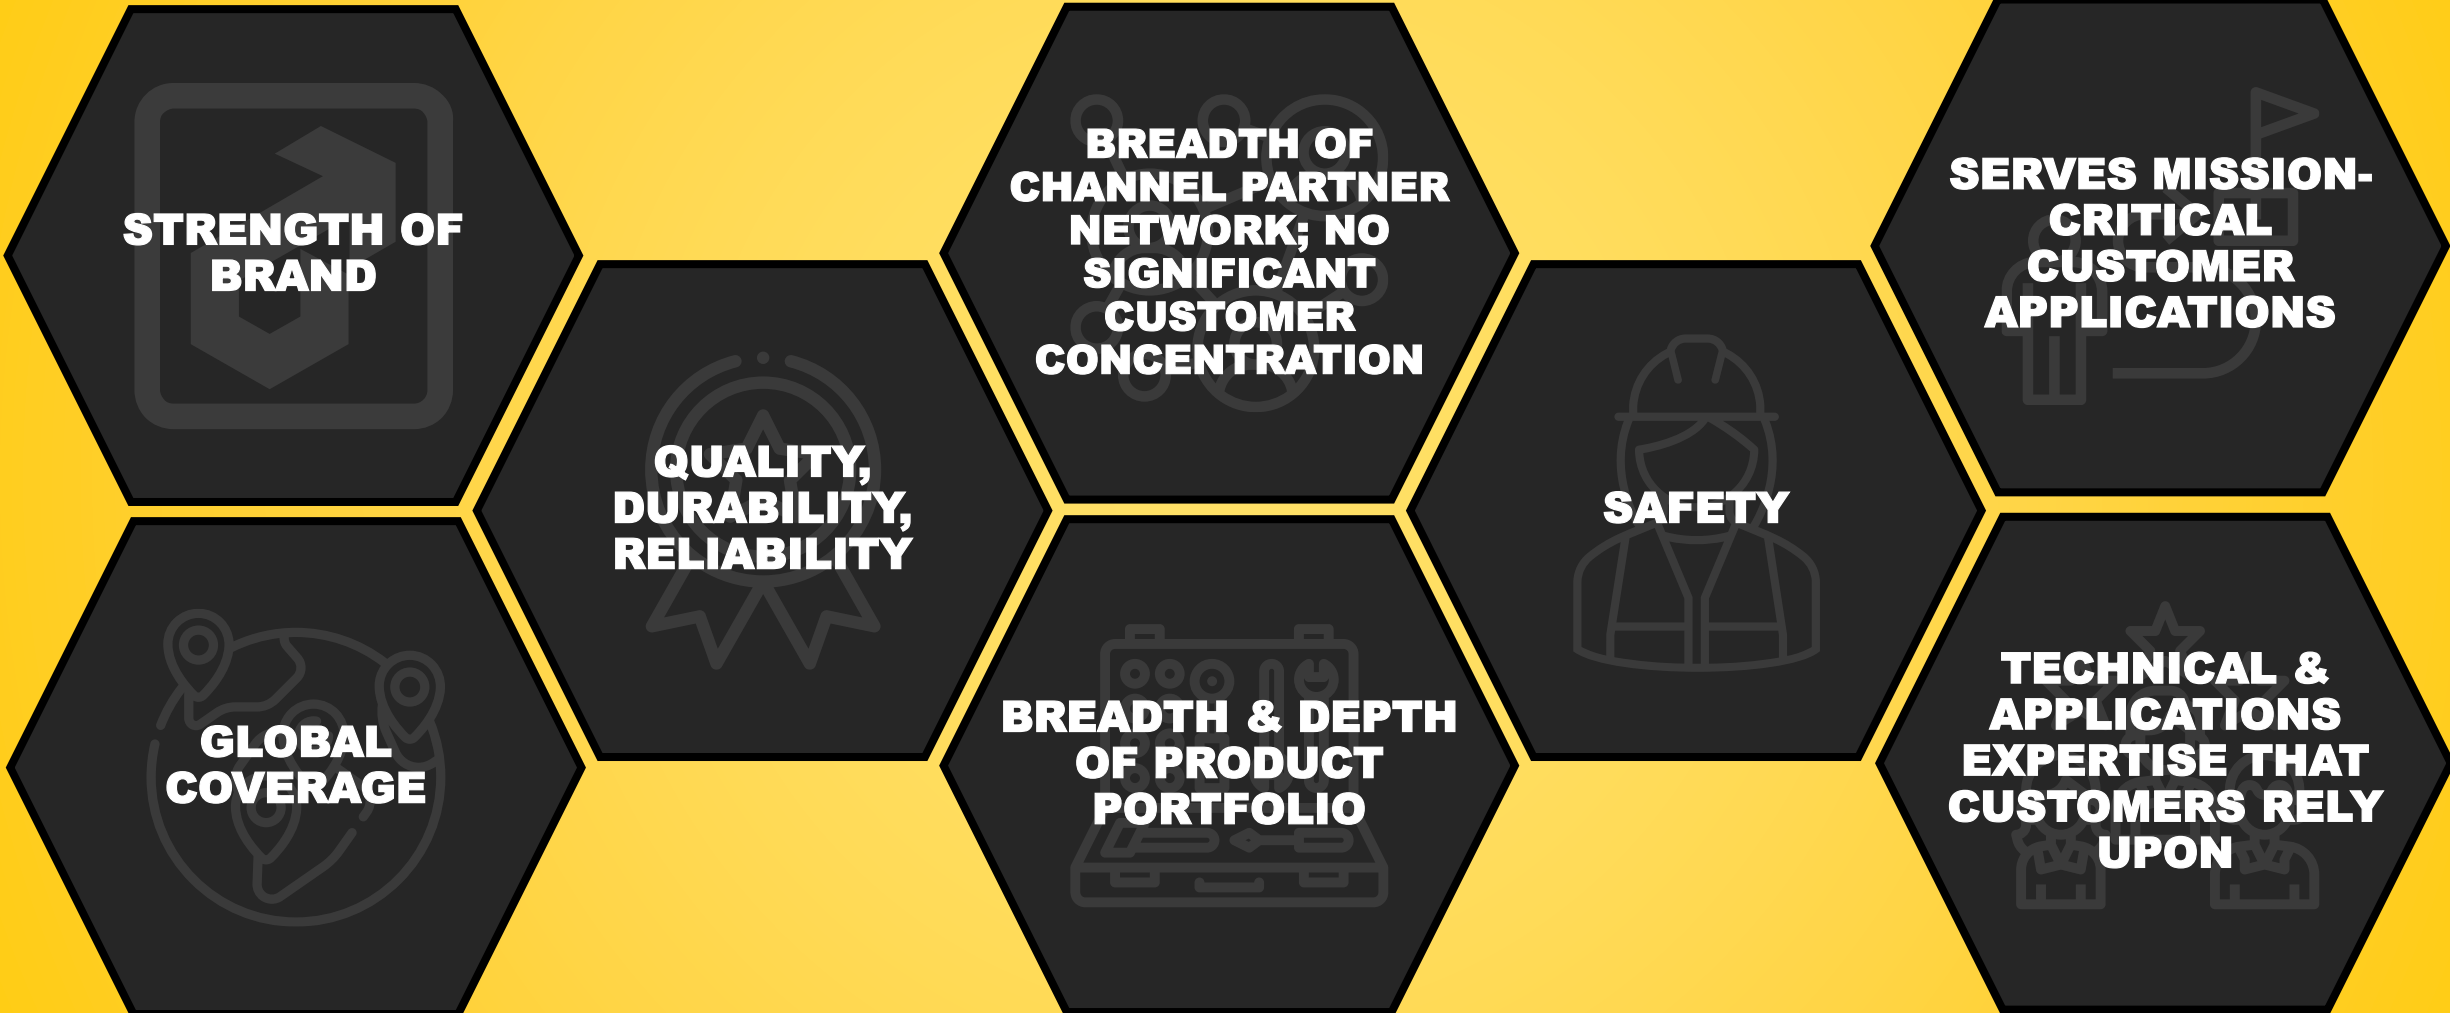 STRENGTH OF
BRAND
GLOBAL
COVERAGE
QUALITY,
DURABILITY,
RELIABILITY
BREADTH OF
CHANNEL PARTNER
NETWORK; NO
SIGNIFICANT
CUSTOMER
CONCENTRATION
BREADTH & DEPTH
OF PRODUCT
PORTFOLIO
SAFETY
SERVES MISSION-
CRITICAL
CUSTOMER
APPLICATIONS
TECHNICAL &
APPLICATIONS
EXPERTISE THAT
CUSTOMERS RELY
UPON